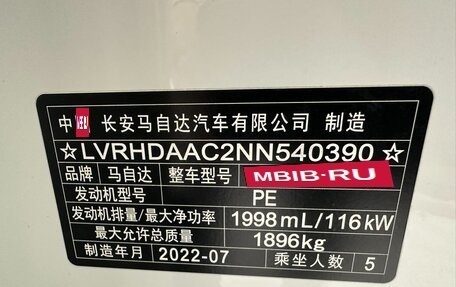 中 长安马自达汽车有限公司 制造
☆LVRHDAAC2NN540390☆
品牌 马自达 整车型号 MBIB-RU
发动机型号 PE
发动机排量/最大净功率 1998mL/116kW
最大允许总质量 1896kg
制造年月 2022-07 乘坐人数 5